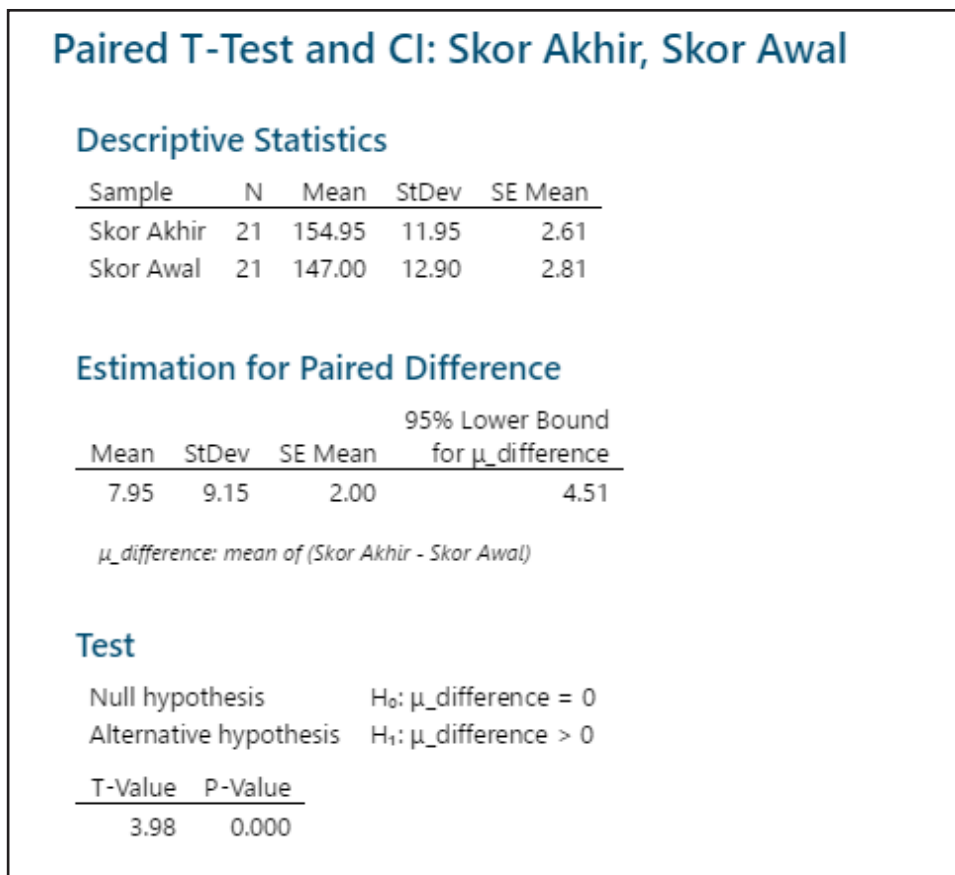 Paired T-Test and CI: Skor Akhir, Skor Awal
Descriptive Statistics
Sample N Mean StDev SE Mean
Skor Akhir 21 154.95 11.95 2.61
Skor Awal 21 147.00 12.90 2.81
Estimation for Paired Difference
95% Lower Bound
Mean StDev SE Mean for μ_difference
7.95 9.15 2.00 4.51
μ_difference: mean of (Skor Akhir - Skor Awal)
Test
Null hypothesis H₀: μ_difference = 0
Alternative hypothesis H₁: μ_difference > 0
T-Value P-Value
3.98 0.000